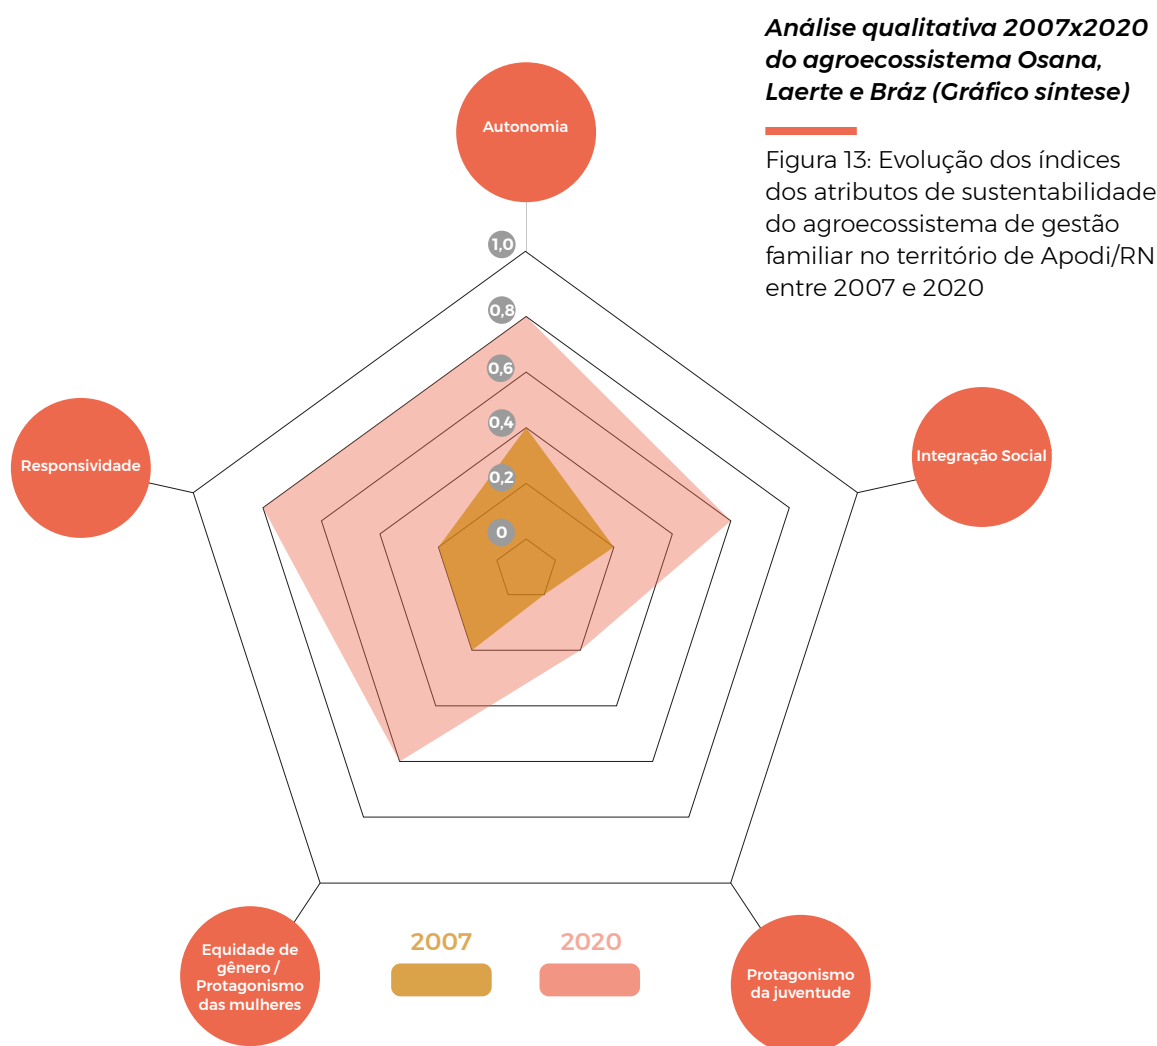 Análise qualitativa 2007x2020
do agroecossistema Osana,
Laerte e Bráz (Gráfico síntese)
Figura 13: Evolução dos índices
dos atributos de sustentabilidade
do agroecossistema de gestão
familiar no território de Apodi/RN
entre 2007 e 2020
Autonomia
1,0
0,8
0,6
0,4
0,2
0
Responsividade
Integração Social
Equidade de
gênero /
Protagonismo
das mulheres
2007
2020
Protagonismo
da juventude